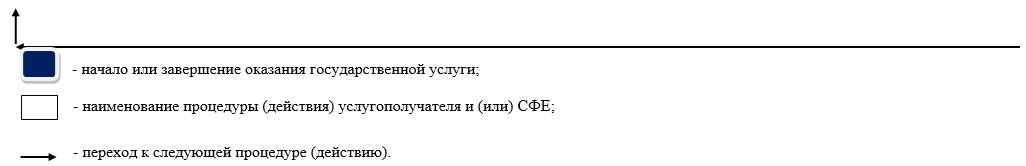 - начало или завершение оказания государственной услуги;
- наименование процедуры (действия) услугополучателя и (или) СФЕ;
- переход к следующей процедуре (действию).